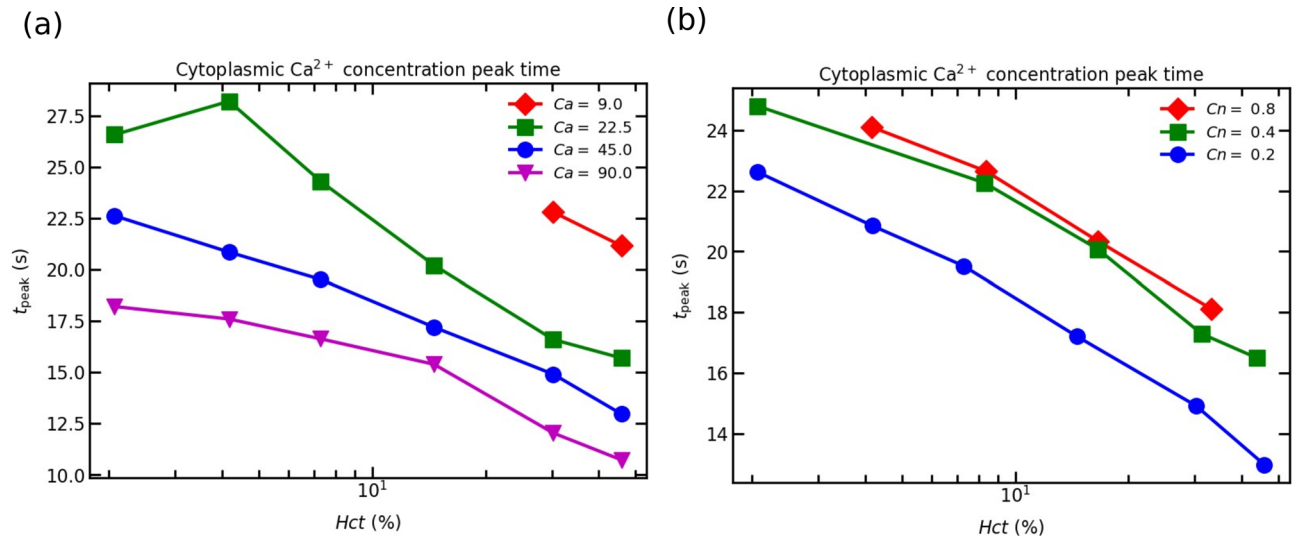 (a)
Cytoplasmic Ca²⁺ concentration peak time
27.5
25.0
22.5
20.0
17.5
15.0
12.5
10.0
t_peak (s)
10¹
Hct (%)
Ca = 9.0
Ca = 22.5
Ca = 45.0
Ca = 90.0
(b)
Cytoplasmic Ca²⁺ concentration peak time
24
22
20
18
16
14
t_peak (s)
10¹
Hct (%)
Cn = 0.8
Cn = 0.4
Cn = 0.2